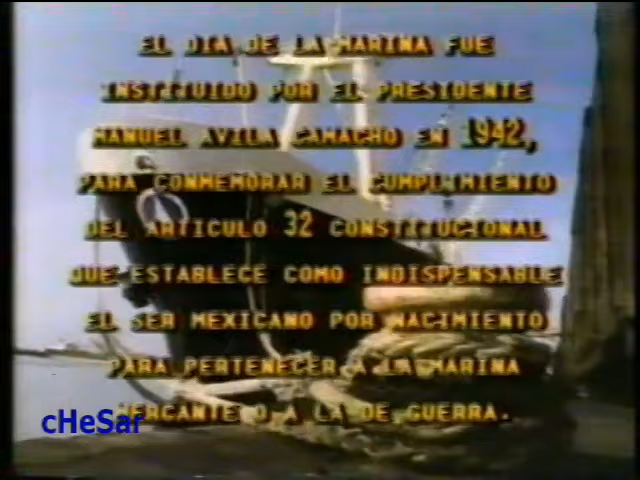 EL DIA DE LA MARINA FUE
INSTITUIDO POR EL PRESIDENTE
MANUEL AVILA CAMACHO EN 1942,
PARA CONMEMORAR EL CUMPLIMIENTO
DEL ARTICULO 32 CONSTITUCIONAL
QUE ESTABLECE COMO INDISPENSABLE
EL SER MEXICANO POR NACIMIENTO
PARA PERTENECER A LA MARINA
MERCANTE O A LA DE GUERRA.
cHeSar